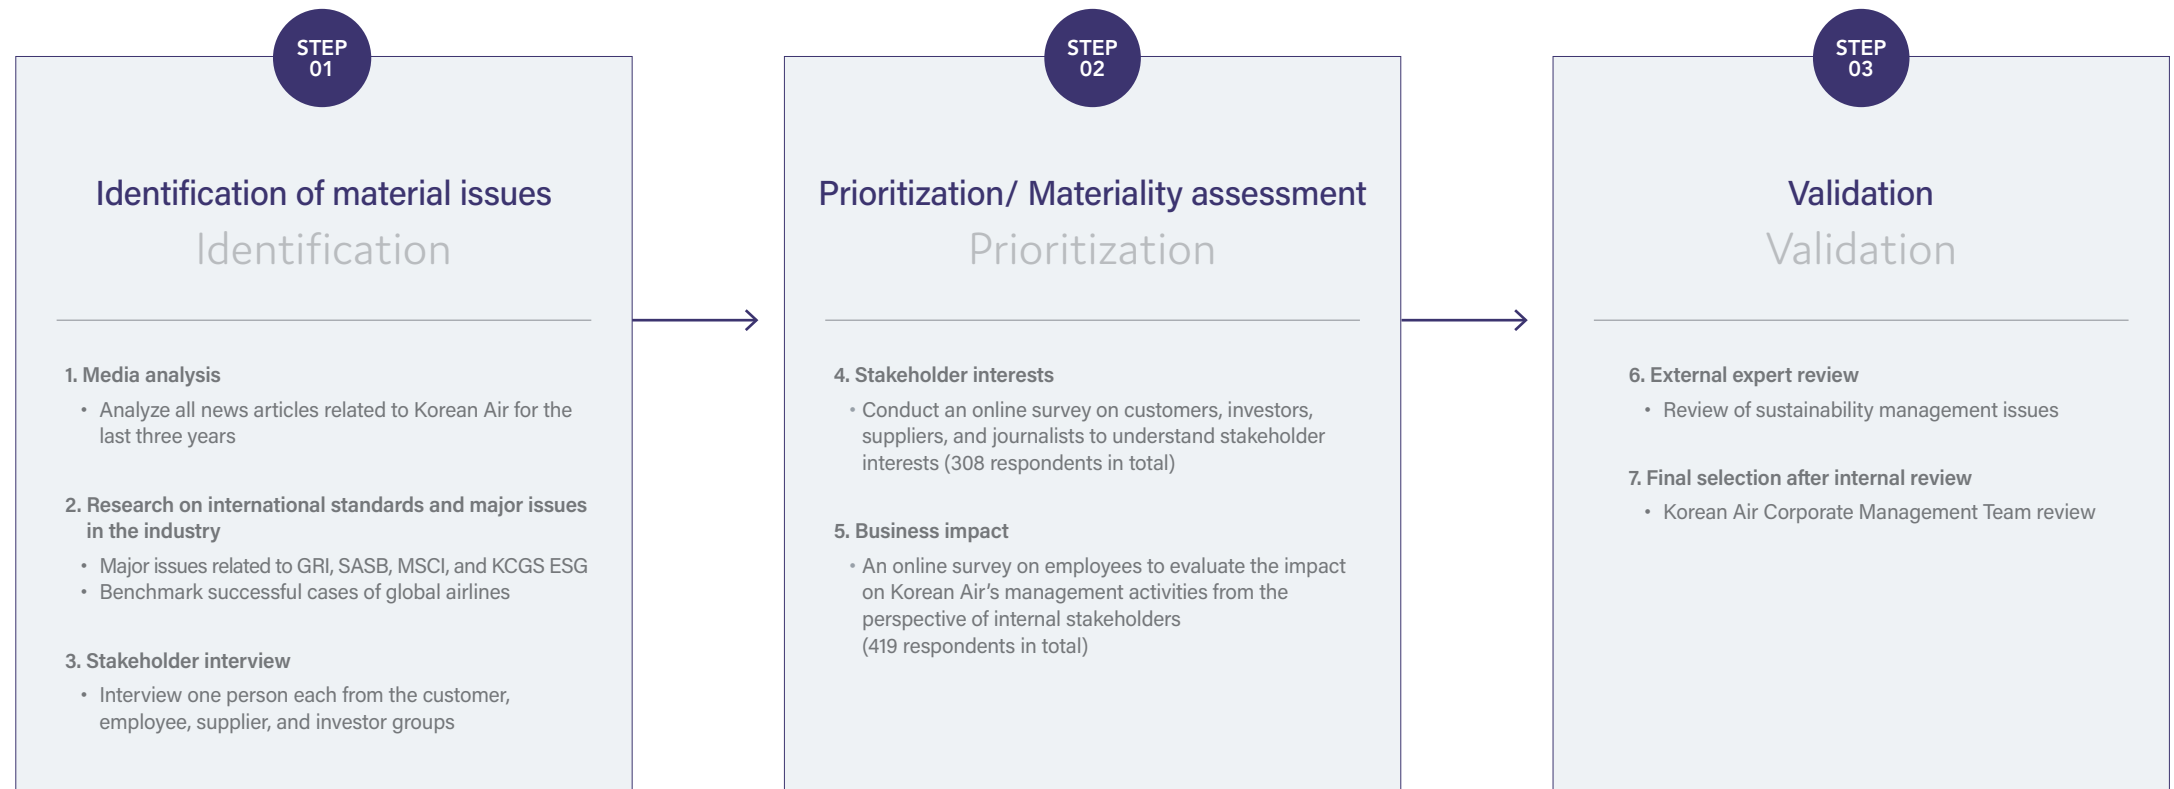 STEP
01
Identification of material issues
Identification
1. Media analysis
• Analyze all news articles related to Korean Air for the
last three years
2. Research on international standards and major issues
in the industry
• Major issues related to GRI, SASB, MSCI, and KCGS ESG
• Benchmark successful cases of global airlines
3. Stakeholder interview
• Interview one person each from the customer,
employee, supplier, and investor groups
STEP
02
Prioritization/ Materiality assessment
Prioritization
4. Stakeholder interests
• Conduct an online survey on customers, investors,
suppliers, and journalists to understand stakeholder
interests (308 respondents in total)
5. Business impact
• An online survey on employees to evaluate the impact
on Korean Air's management activities from the
perspective of internal stakeholders
(419 respondents in total)
STEP
03
Validation
Validation
6. External expert review
• Review of sustainability management issues
7. Final selection after internal review
• Korean Air Corporate Management Team review